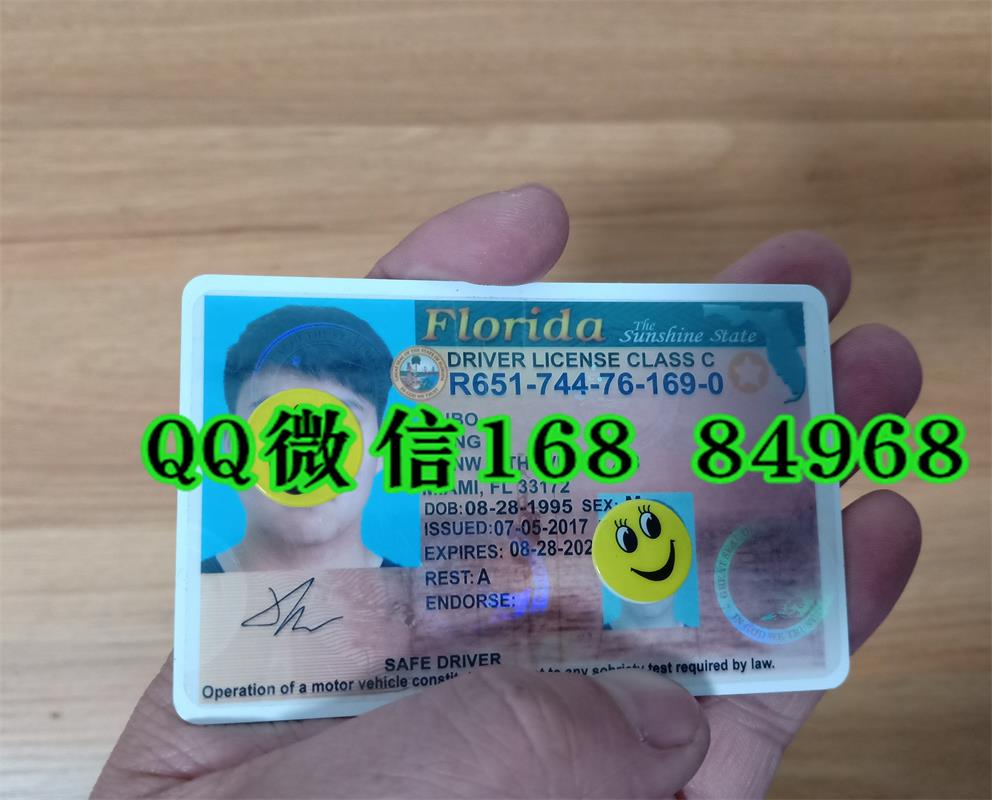 Florida The Sunshine State
DRIVER LICENSE CLASS C
R651-744-76-169-0
QQ微信168 84968
MIAMI, FL 33172
DOB:08-28-1995 SEX:M
ISSUED:07-05-2017
EXPIRES: 08-28-202
REST: A
ENDORSE:
SAFE DRIVER
Operation of a motor vehicle to any sobriety test required by law.